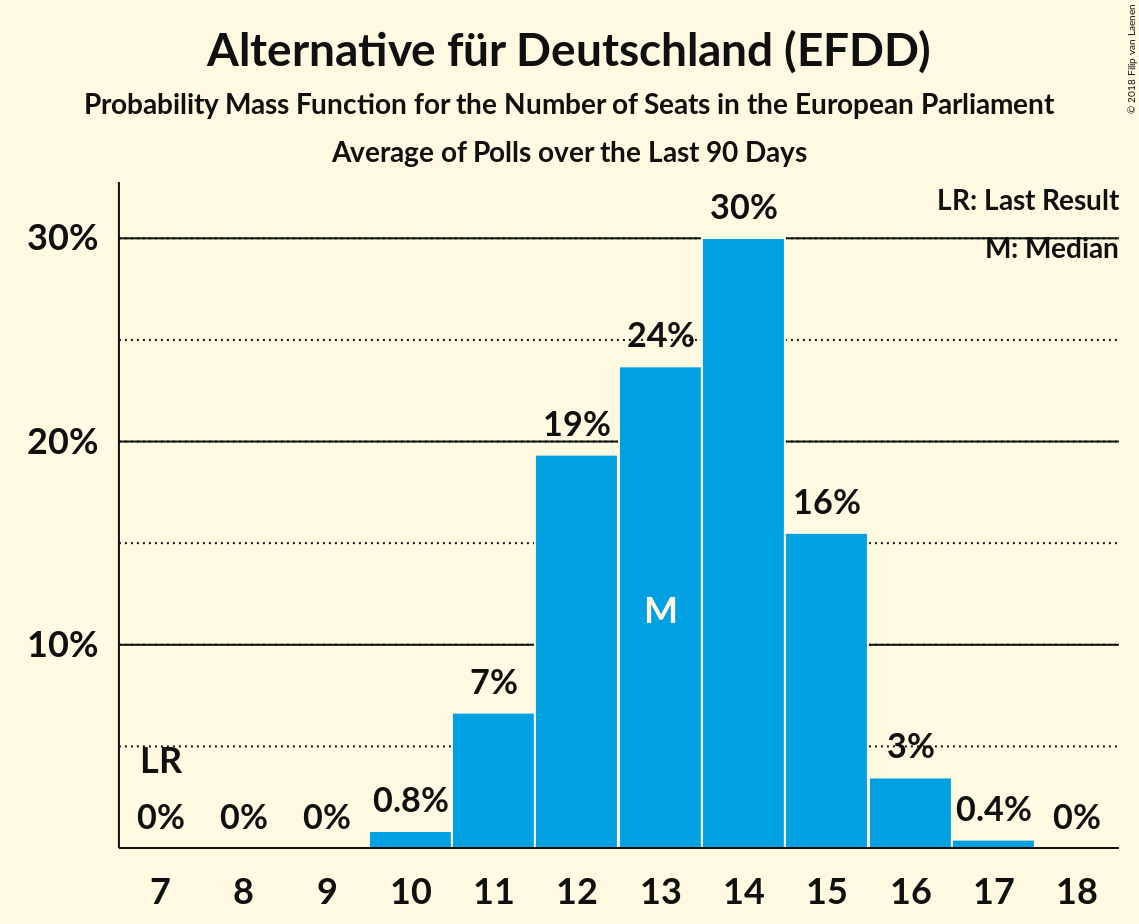 Alternative für Deutschland (EFDD)
Probability Mass Function for the Number of Seats in the European Parliament
Average of Polls over the Last 90 Days
© 2018 Filip van Laenen
LR: Last Result
M: Median
30%
20%
10%
30%
24%
19%
16%
M
7%
3%
LR
0%
0%
0%
0.8%
0.4%
0%
7 8 9 10 11 12 13 14 15 16 17 18